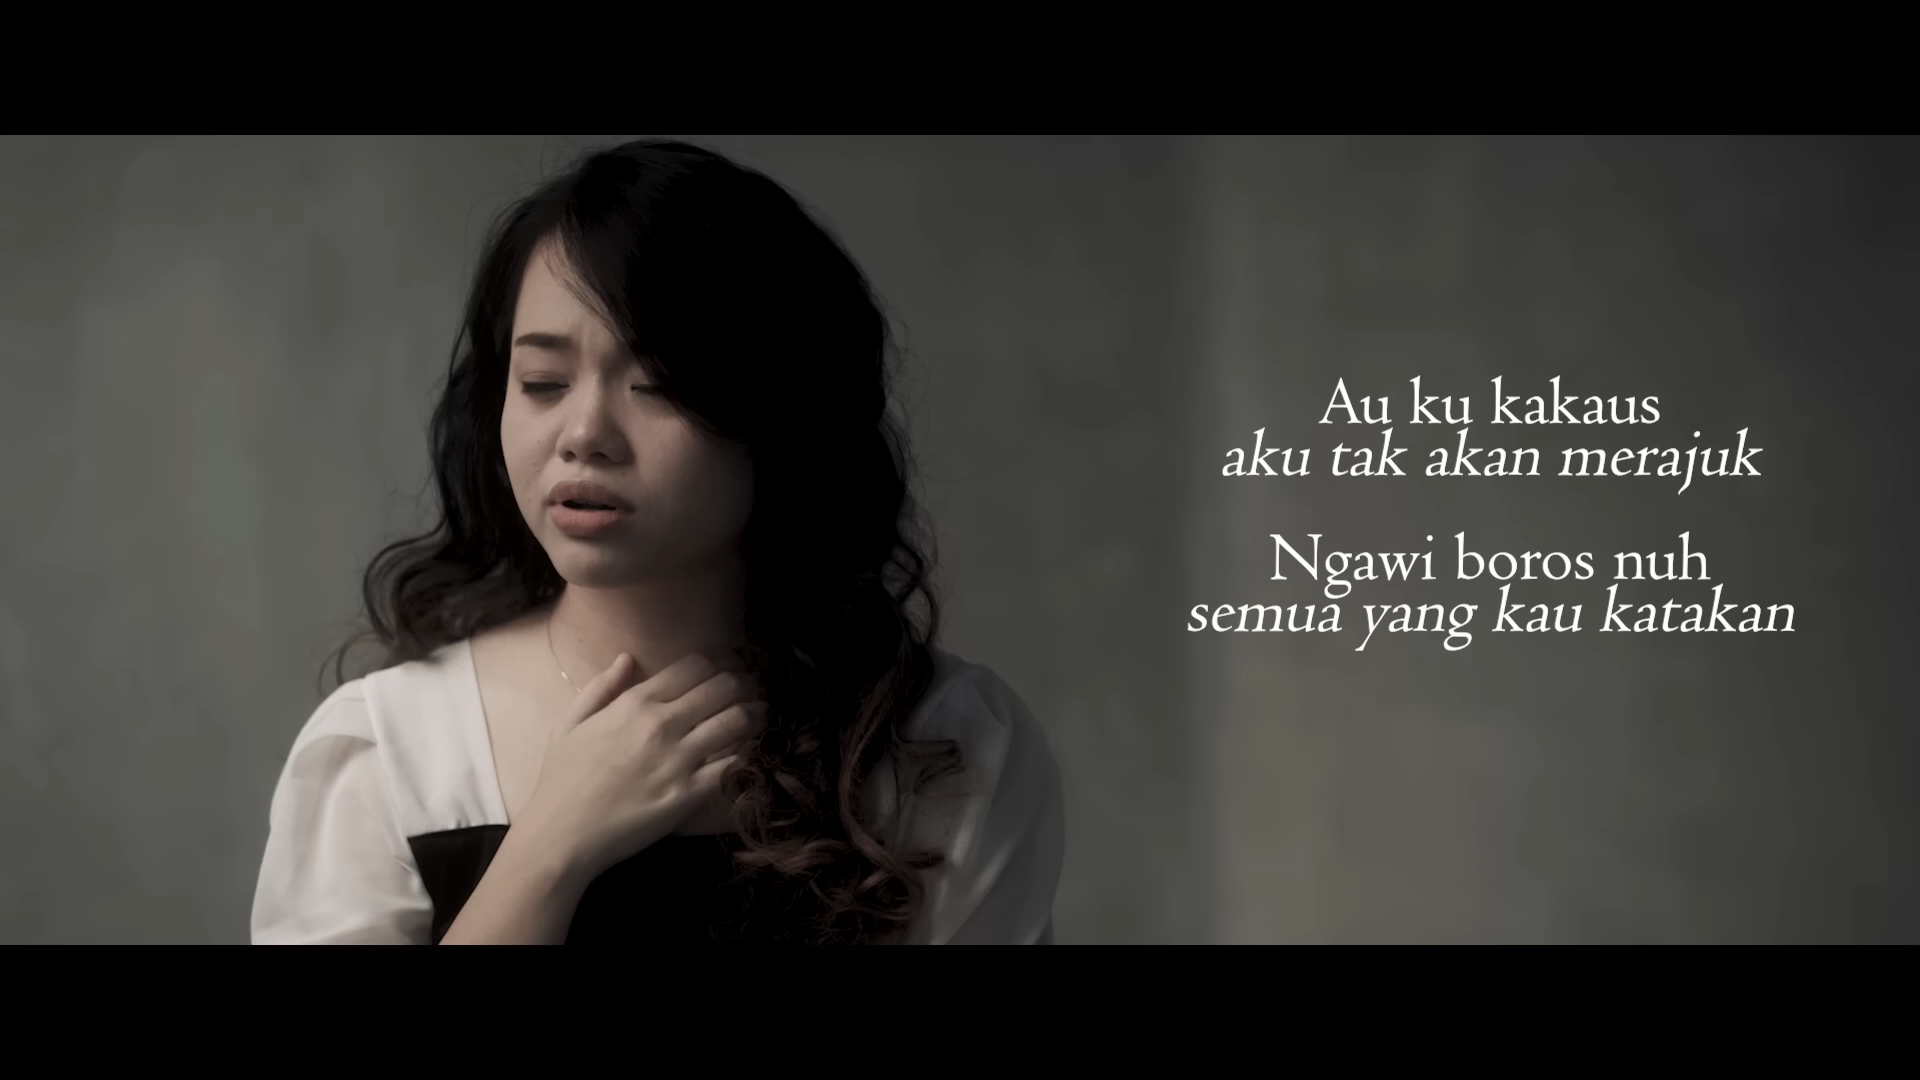 Au ku kakaus
aku tak akan merajuk
Ngawi boros nuh
semua yang kau katakan